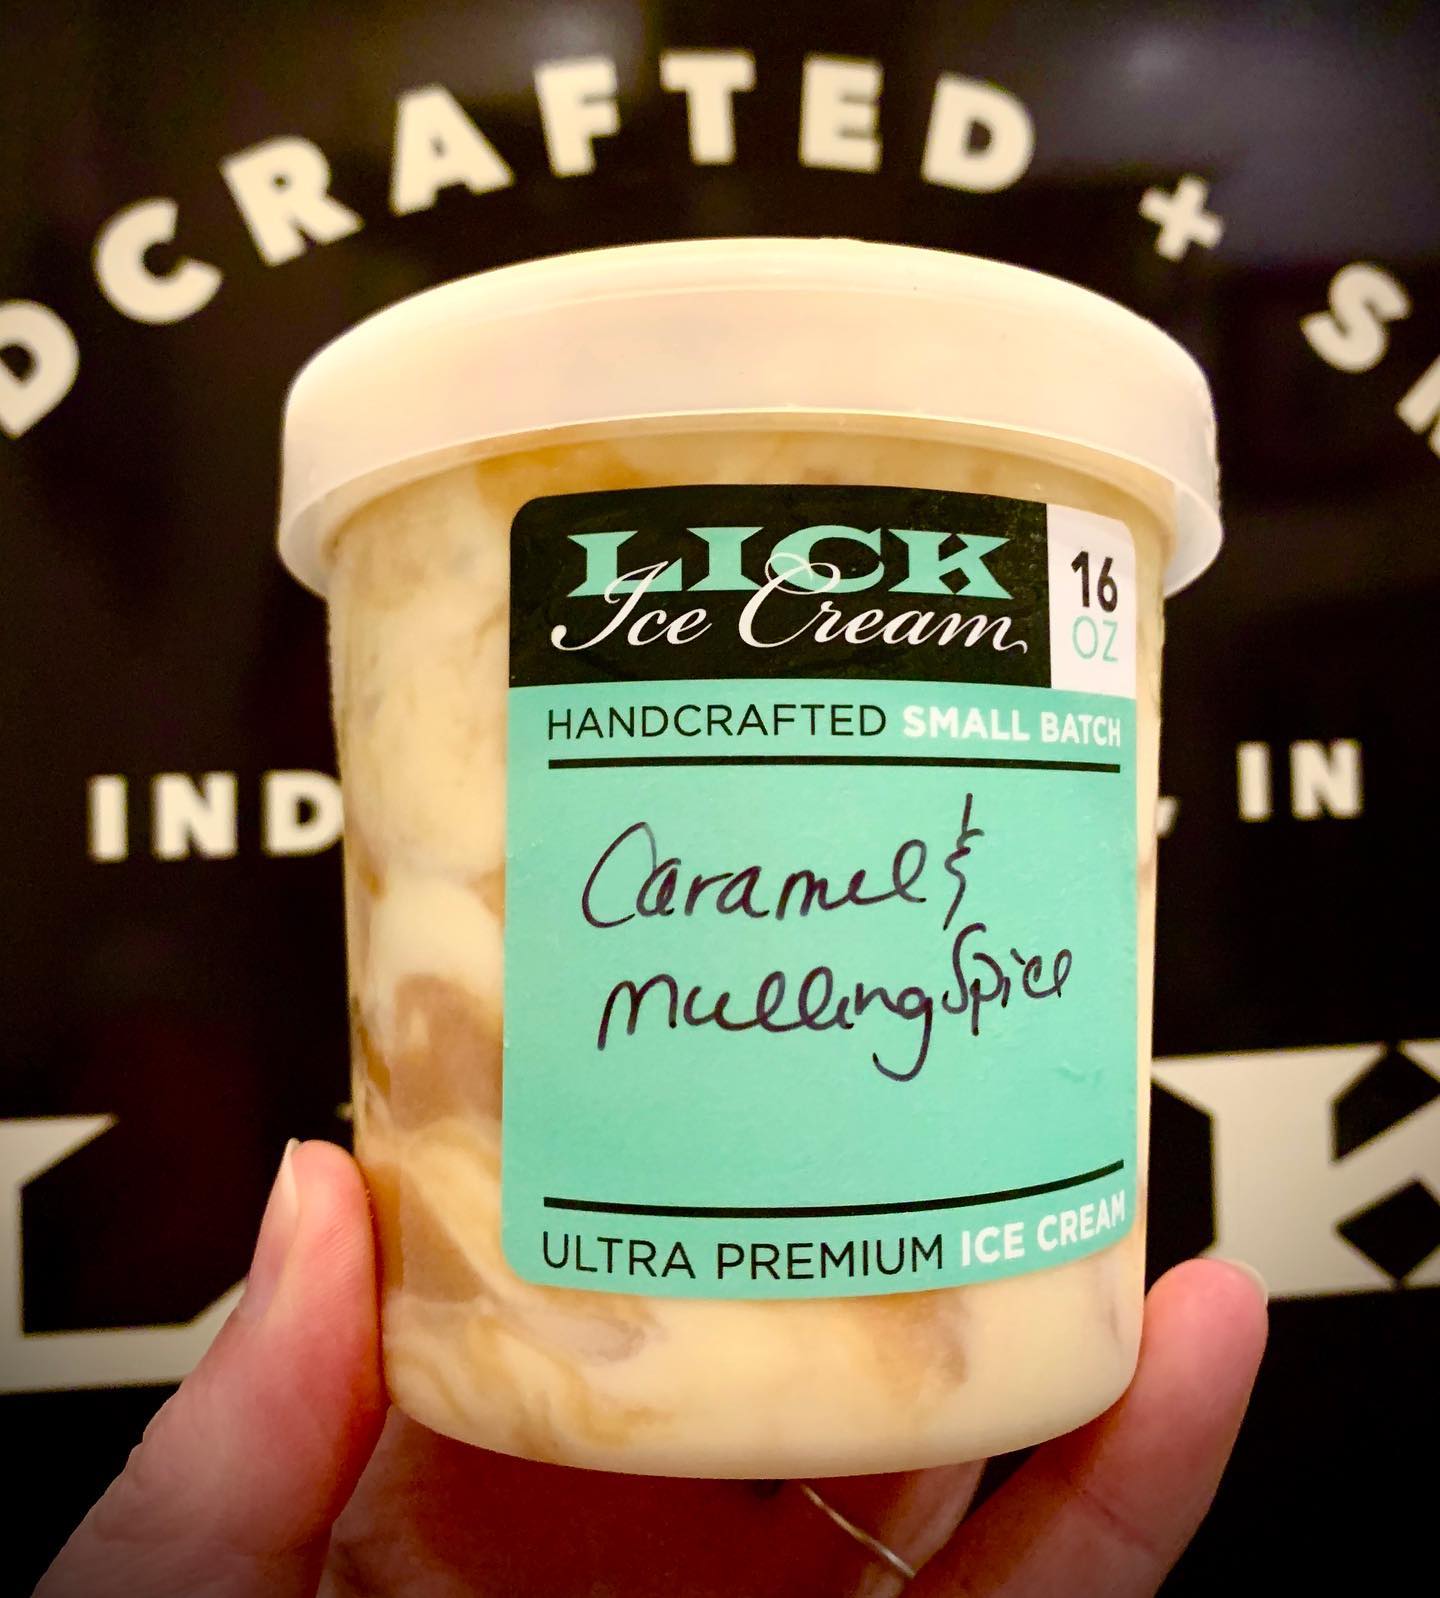 DCRAFTED + S
IND , IN
L K
LICK
Ice Cream
16
OZ
HANDCRAFTED SMALL BATCH
Caramel &
Mulling Spice
ULTRA PREMIUM ICE CREAM